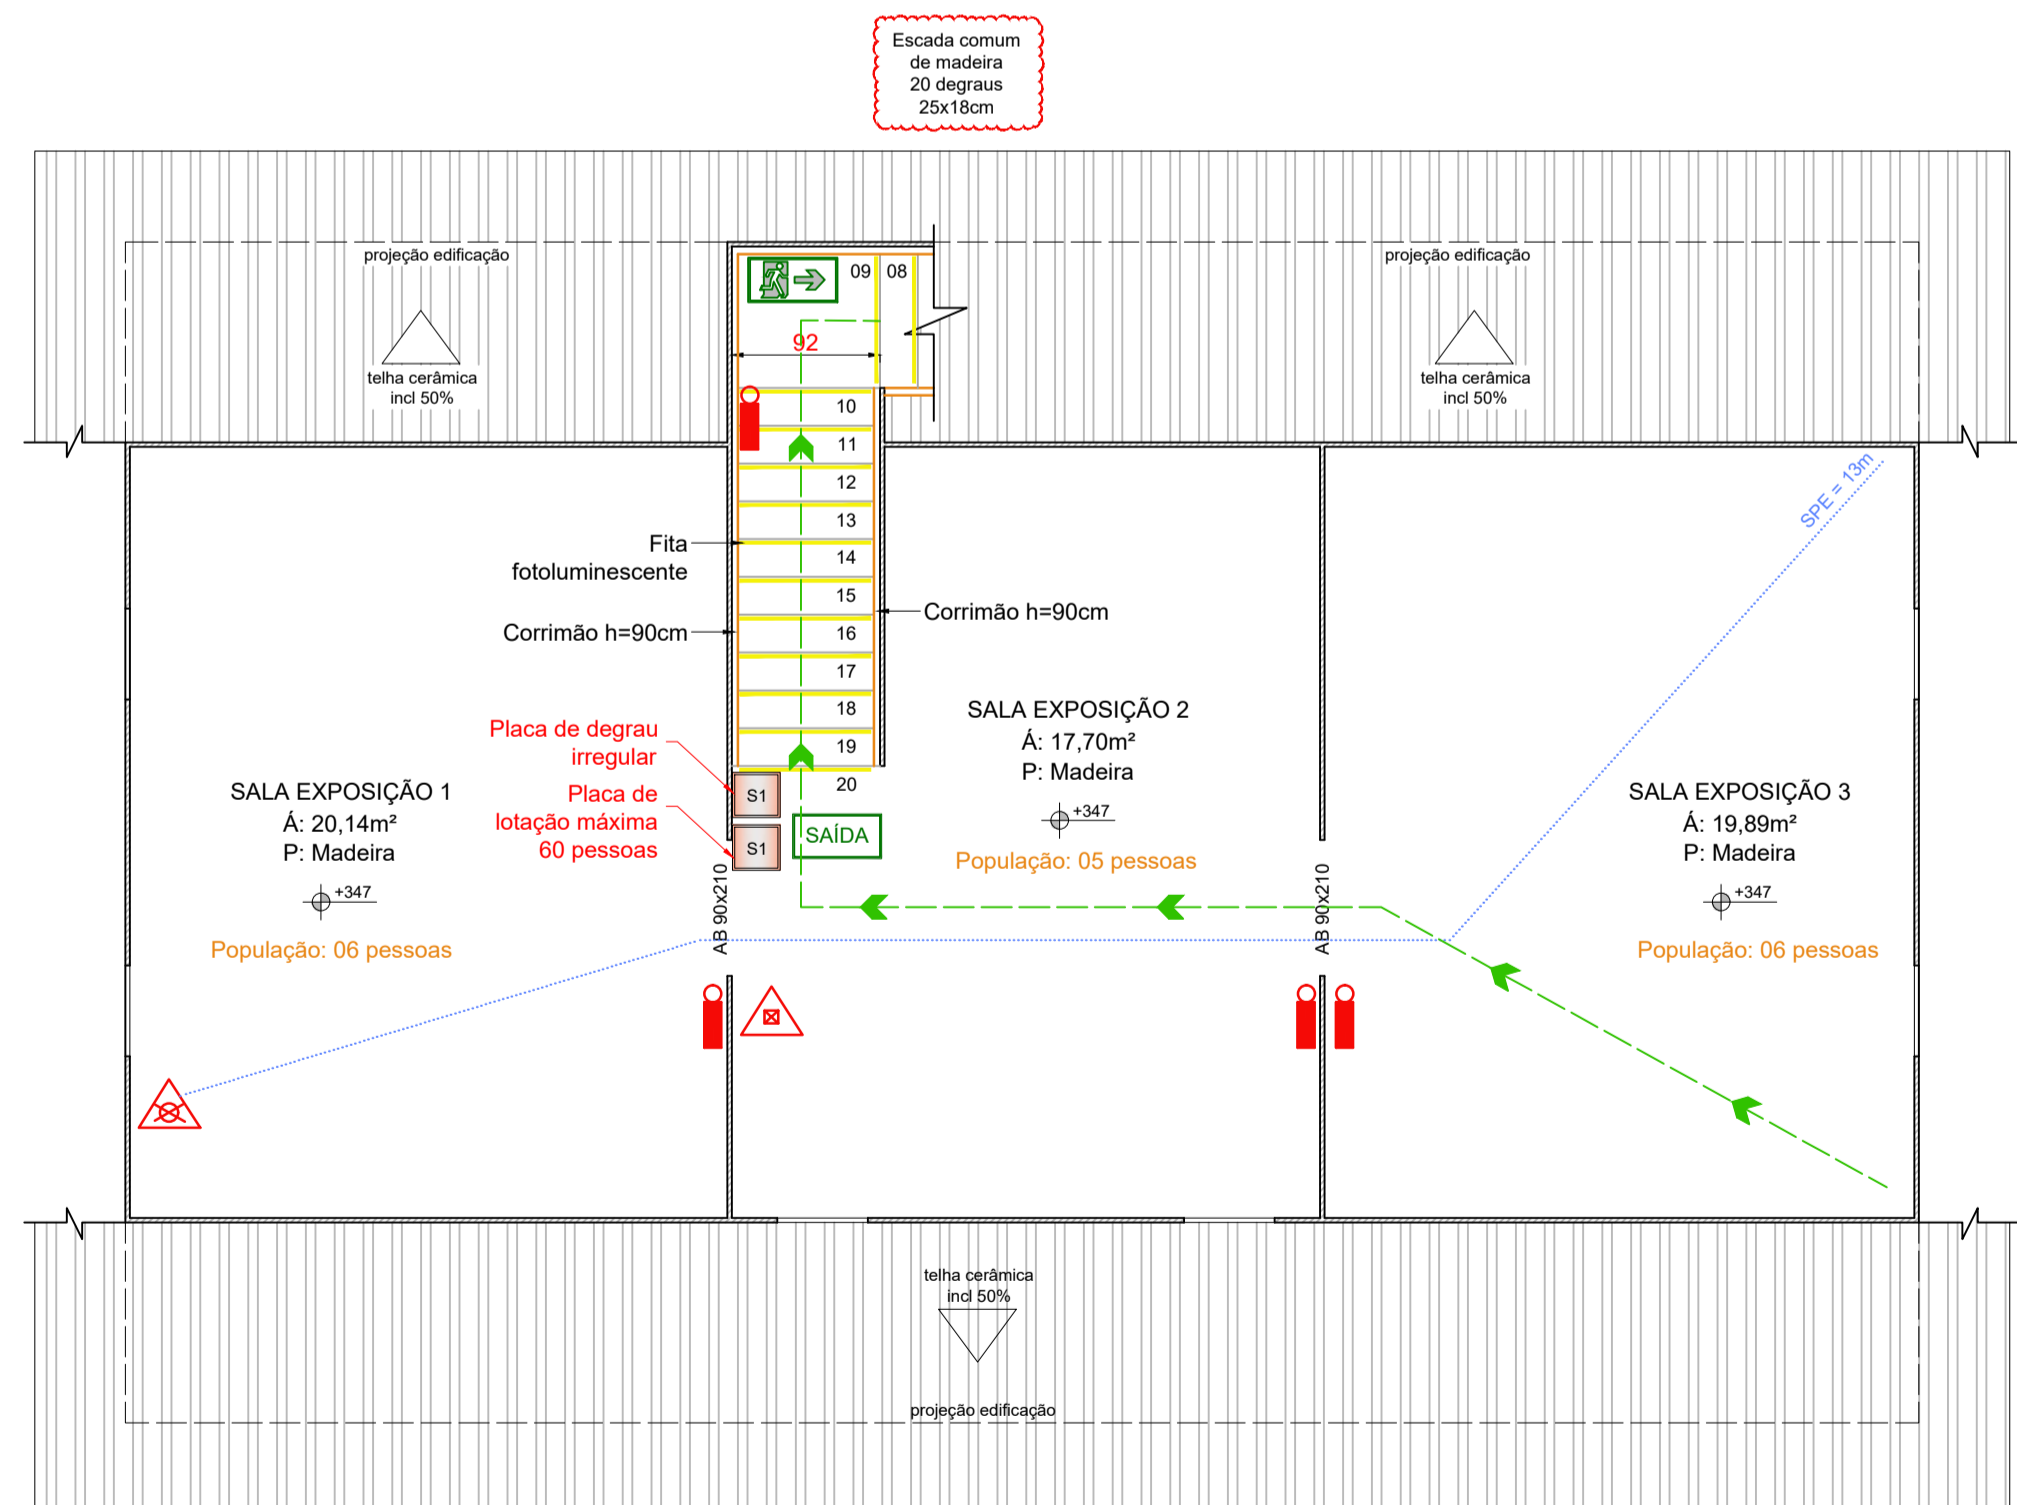 Escada comum
de madeira
20 degraus
25x18cm
projeção edificação
projeção edificação
09
08
92
telha cerâmica
incl 50%
telha cerâmica
incl 50%
10
11
12
13
14
15
16
17
18
19
20
Fita
fotoluminescente
Corrimão h=90cm
Corrimão h=90cm
SPE = 13m
Placa de degrau
irregular
Placa de
lotação máxima
60 pessoas
S1
S1
SAÍDA
SALA EXPOSIÇÃO 1
Á: 20,14m²
P: Madeira
+347
População: 06 pessoas
AB 90x210
SALA EXPOSIÇÃO 2
Á: 17,70m²
P: Madeira
+347
População: 05 pessoas
AB 90x210
SALA EXPOSIÇÃO 3
Á: 19,89m²
P: Madeira
+347
População: 06 pessoas
telha cerâmica
incl 50%
projeção edificação